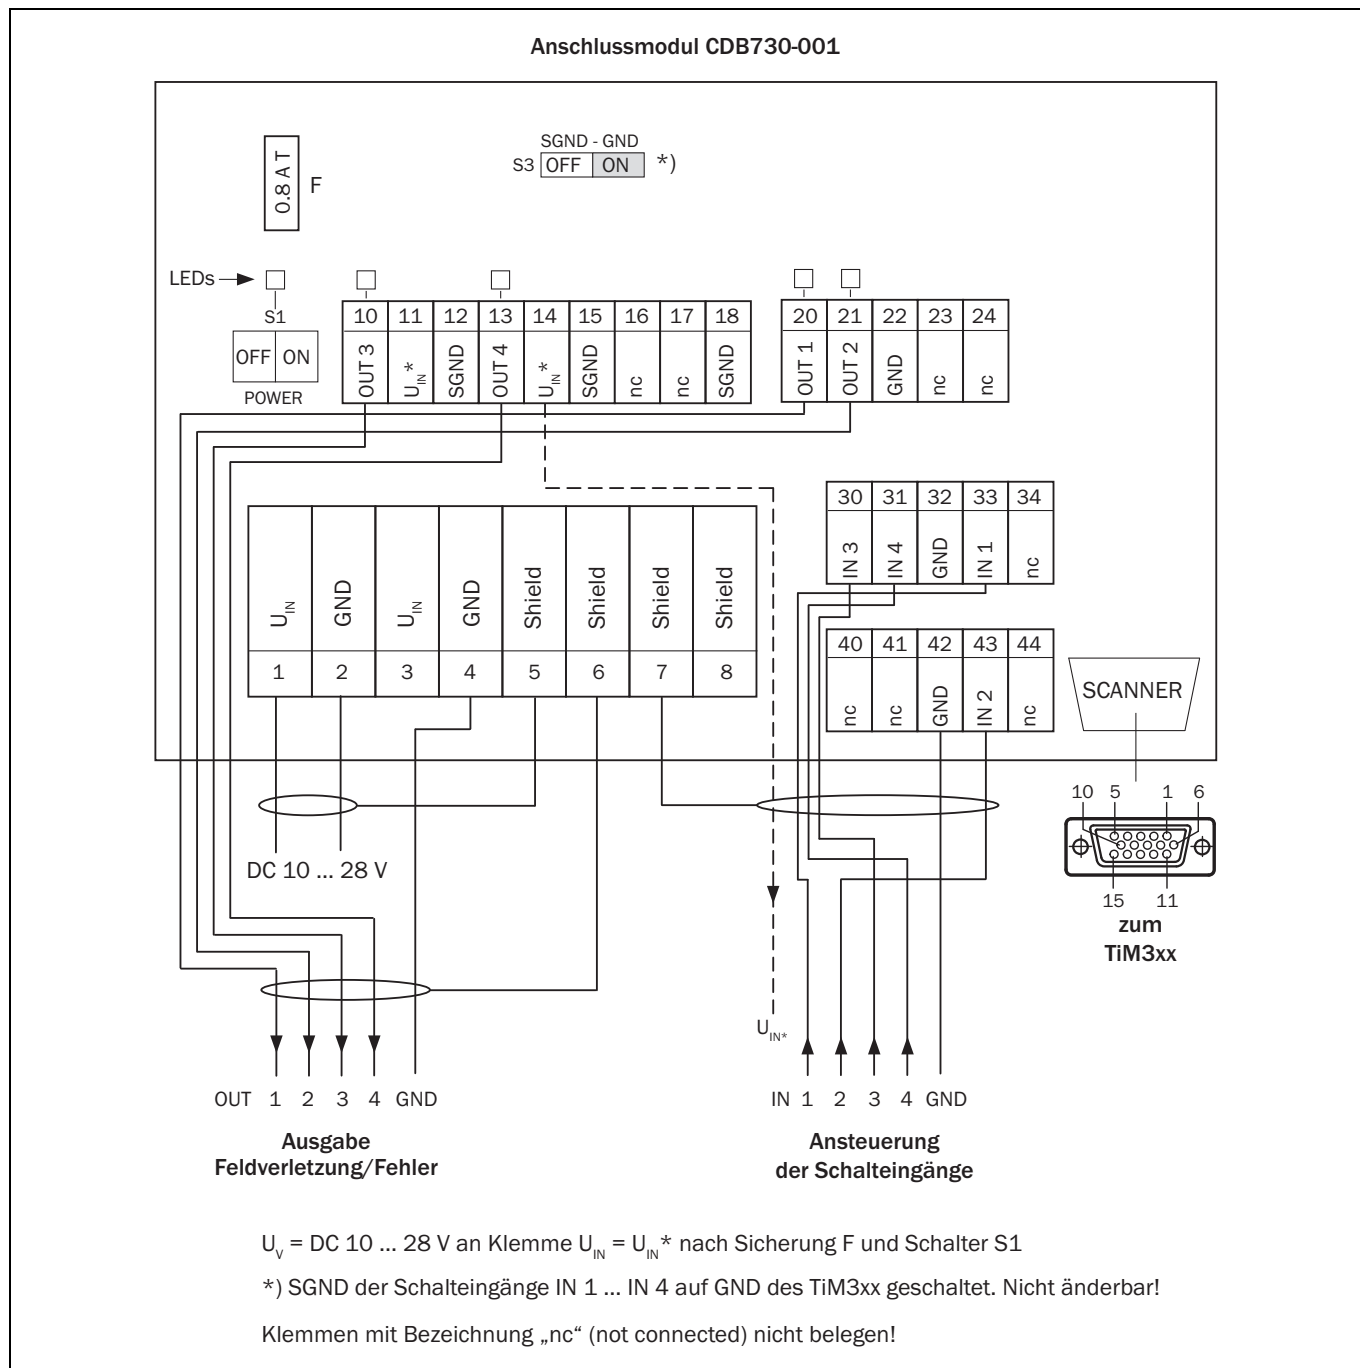 Anschlussmodul CDB730-001
SGND - GND
S3 OFF ON *)
0.8 A T
F
LEDs
S1
OFF ON
POWER
10 11 12 13 14 15 16 17 18
OUT 3 U_IN* SGND OUT 4 U_IN* SGND nc nc SGND
20 21 22 23 24
OUT 1 OUT 2 GND nc nc
30 31 32 33 34
IN 3 IN 4 GND IN 1 nc
U_IN GND U_IN GND Shield Shield Shield Shield
1 2 3 4 5 6 7 8
40 41 42 43 44
nc nc GND IN 2 nc
SCANNER
10 5 1 6
15 11
zum
TiM3xx
DC 10 ... 28 V
U_IN*
OUT 1 2 3 4 GND
Ausgabe
Feldverletzung/Fehler
IN 1 2 3 4 GND
Ansteuerung
der Schalteingänge
U_V = DC 10 ... 28 V an Klemme U_IN = U_IN* nach Sicherung F und Schalter S1
*) SGND der Schalteingänge IN 1 ... IN 4 auf GND des TiM3xx geschaltet. Nicht änderbar!
Klemmen mit Bezeichnung „nc“ (not connected) nicht belegen!